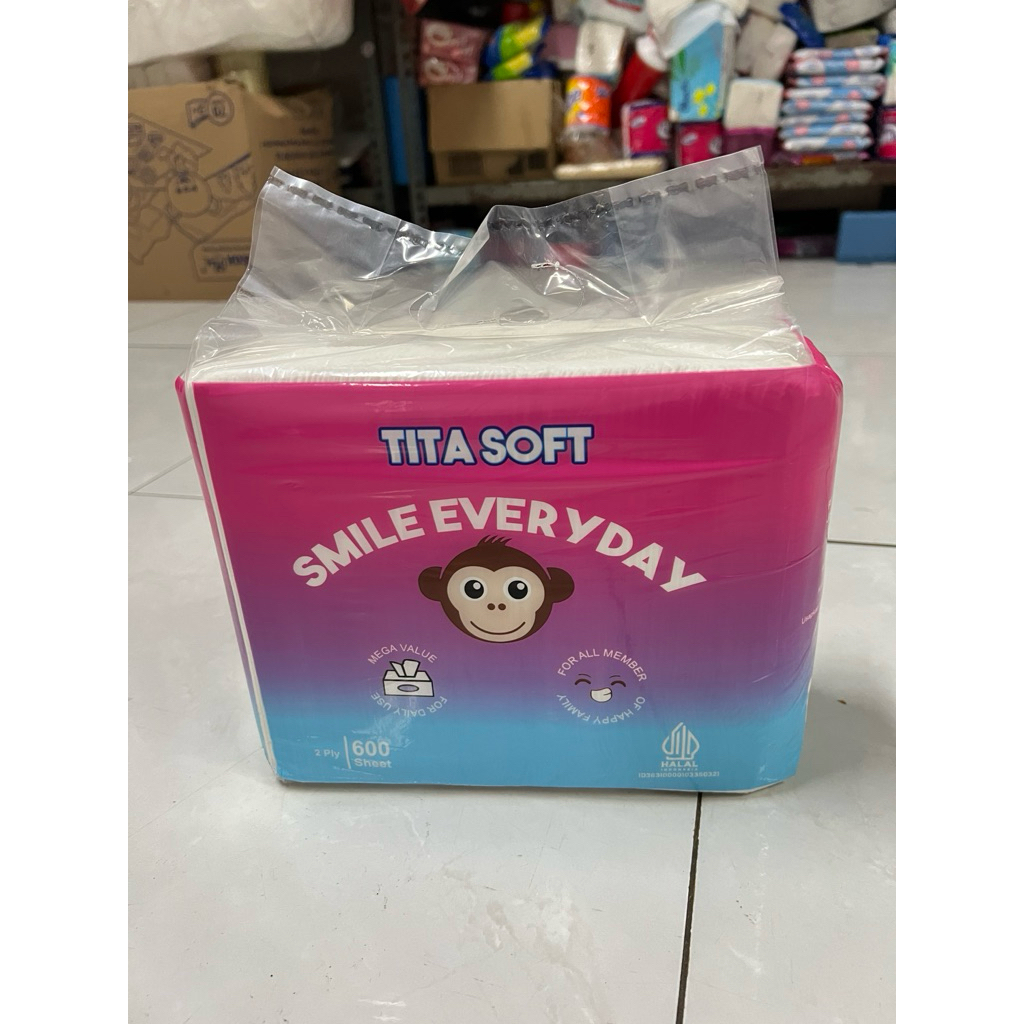 TITA SOFT
SMILE EVERYDAY
MEGA VALUE
FOR DAILY USE
FOR ALL MEMBER
OF HAPPY FAMILY
2 Ply
600
Sheet
HALAL
INDONESIA